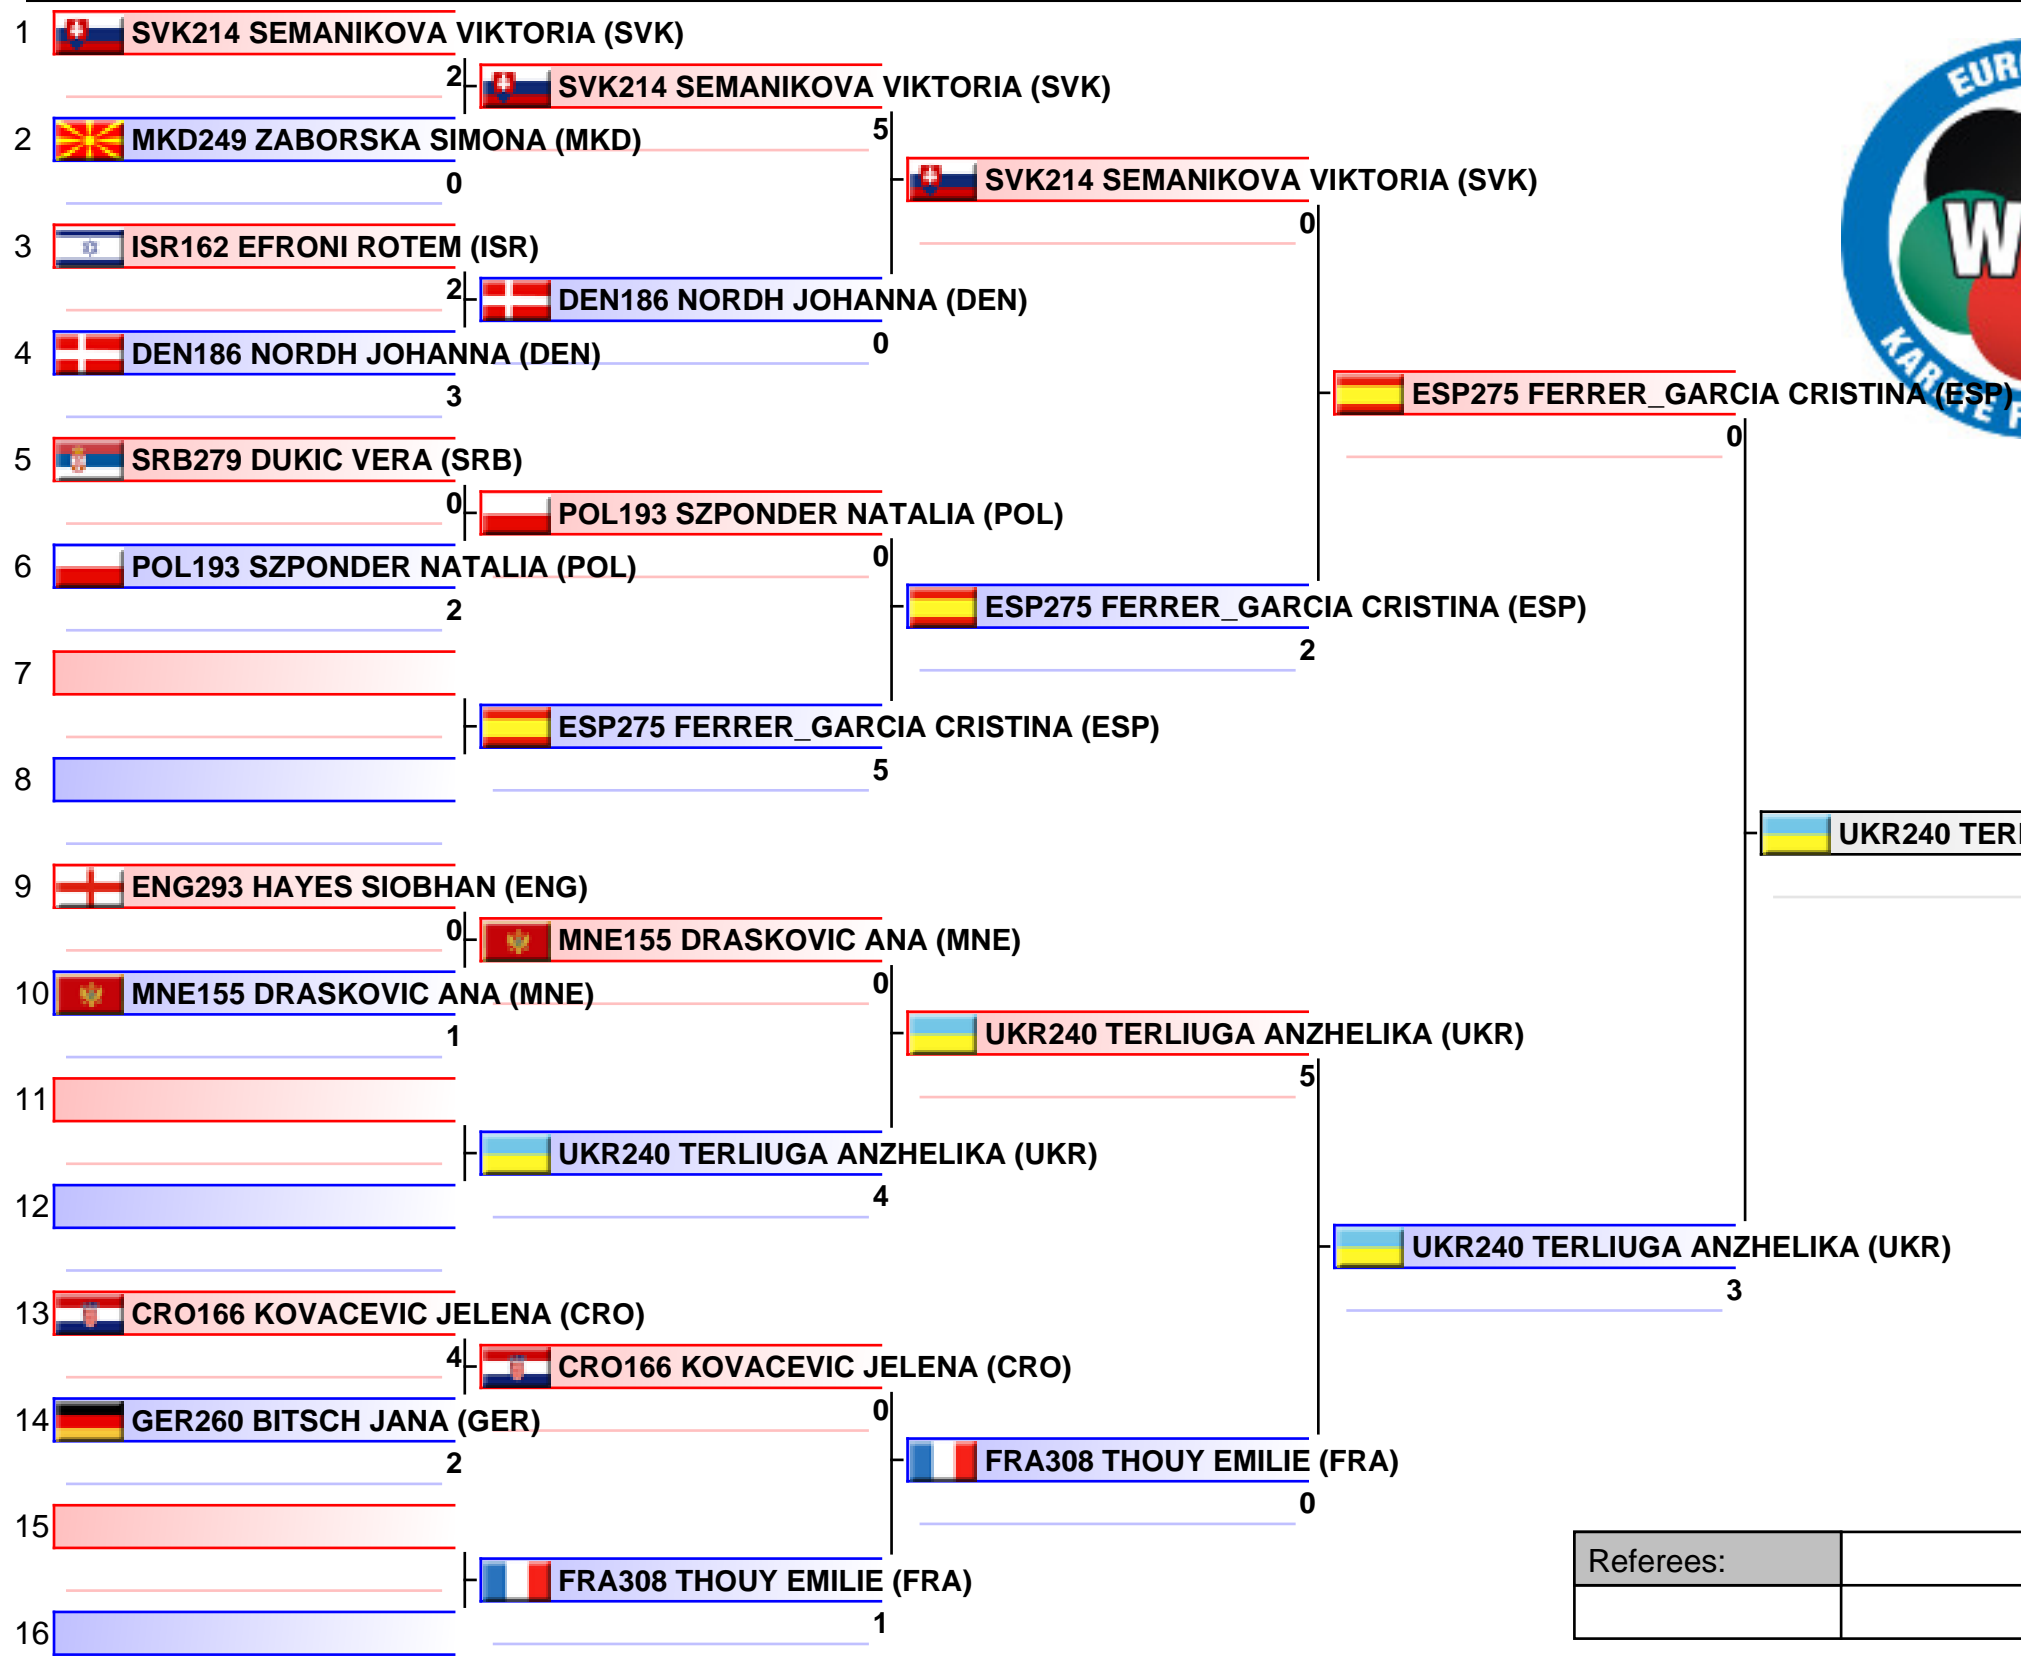 1 SVK214 SEMANIKOVA VIKTORIA (SVK)
2
SVK214 SEMANIKOVA VIKTORIA (SVK)
5
2 MKD249 ZABORSKA SIMONA (MKD)
0
SVK214 SEMANIKOVA VIKTORIA (SVK)
0
3 ISR162 EFRONI ROTEM (ISR)
2
DEN186 NORDH JOHANNA (DEN)
0
4 DEN186 NORDH JOHANNA (DEN)
3
ESP275 FERRER_GARCIA CRISTINA (ESP)
0
5 SRB279 DUKIC VERA (SRB)
0
POL193 SZPONDER NATALIA (POL)
0
6 POL193 SZPONDER NATALIA (POL)
2
ESP275 FERRER_GARCIA CRISTINA (ESP)
2
7
ESP275 FERRER_GARCIA CRISTINA (ESP)
5
8
UKR240
9 ENG293 HAYES SIOBHAN (ENG)
0
MNE155 DRASKOVIC ANA (MNE)
0
10 MNE155 DRASKOVIC ANA (MNE)
1
UKR240 TERLIUGA ANZHELIKA (UKR)
5
11
UKR240 TERLIUGA ANZHELIKA (UKR)
4
12
UKR240 TERLIUGA ANZHELIKA (UKR)
3
13 CRO166 KOVACEVIC JELENA (CRO)
4
CRO166 KOVACEVIC JELENA (CRO)
0
14 GER260 BITSCH JANA (GER)
2
FRA308 THOUY EMILIE (FRA)
0
15
FRA308 THOUY EMILIE (FRA)
1
16
Referees:
KARATE